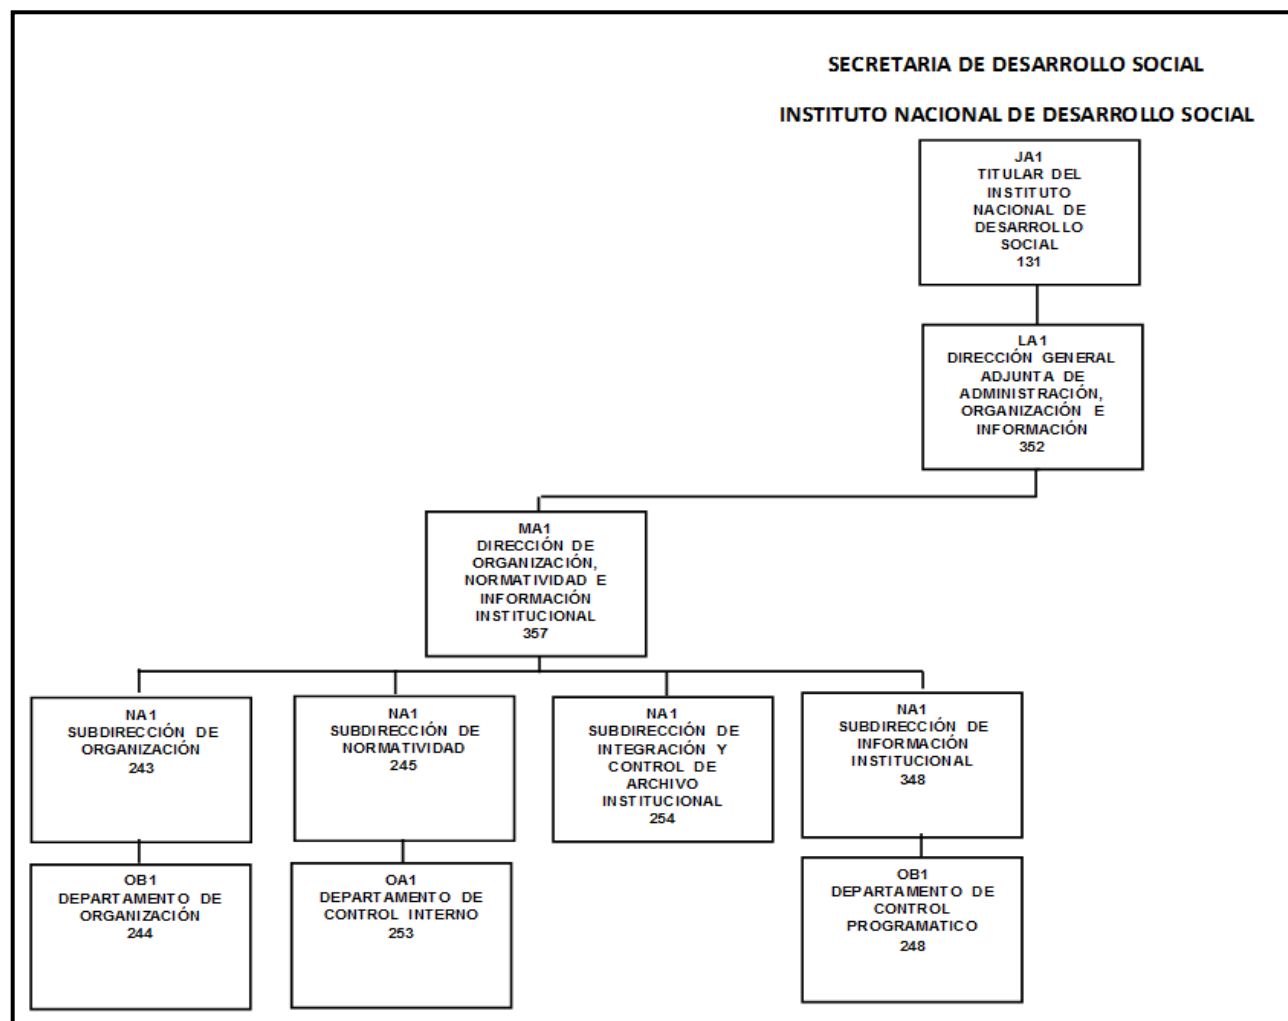 SECRETARIA DE DESARROLLO SOCIAL
INSTITUTO NACIONAL DE DESARROLLO SOCIAL
JA1
TITULAR DEL
INSTITUTO
NACIONAL DE
DESARROLLO
SOCIAL
131
LA1
DIRECCIÓN GENERAL
ADJUNTA DE
ADMINISTRACIÓN,
ORGANIZACIÓN E
INFORMACIÓN
352
MA1
DIRECCIÓN DE
ORGANIZACIÓN,
NORMATIVIDAD E
INFORMACIÓN
INSTITUCIONAL
357
NA1
SUBDIRECCIÓN DE
ORGANIZACIÓN
243
NA1
SUBDIRECCIÓN DE
NORMATIVIDAD
245
NA1
SUBDIRECCIÓN DE
INTEGRACIÓN Y
CONTROL DE
ARCHIVO
INSTITUCIONAL
254
NA1
SUBDIRECCIÓN DE
INFORMACIÓN
INSTITUCIONAL
348
OB1
DEPARTAMENTO DE
ORGANIZACIÓN
244
OA1
DEPARTAMENTO DE
CONTROL INTERNO
253
OB1
DEPARTAMENTO DE
CONTROL
PROGRAMATICO
248